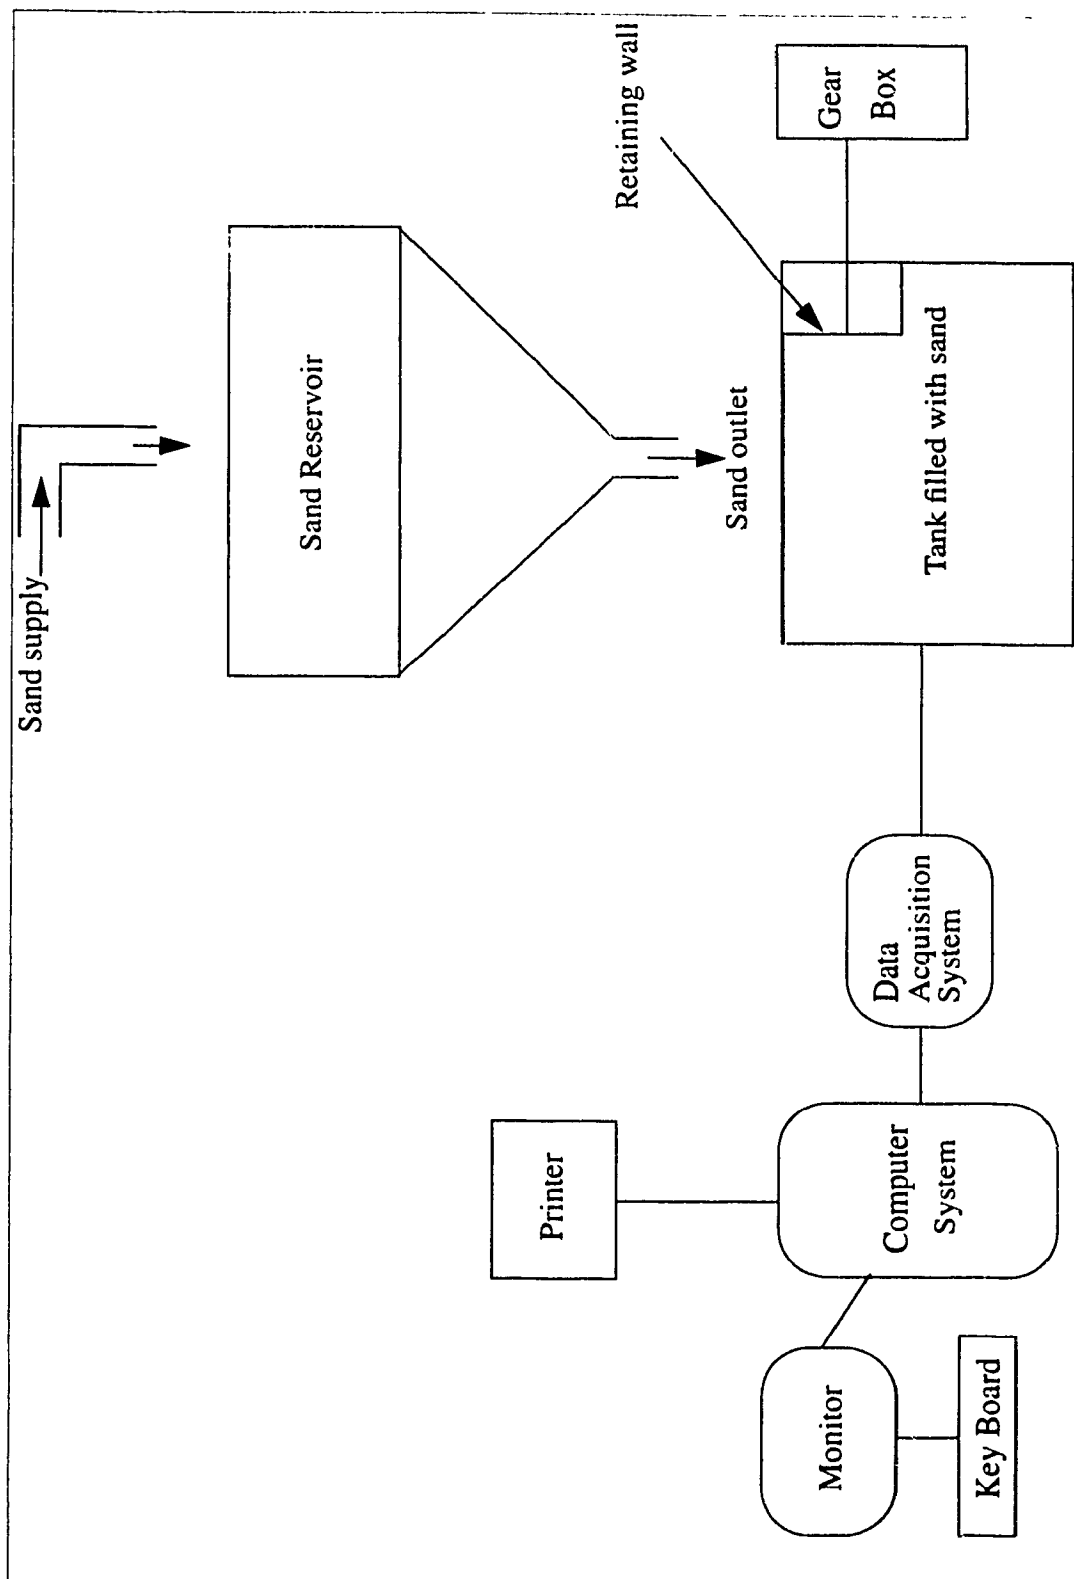 Sand supply
Sand Reservoir
Sand outlet
Retaining wall
Gear
Box
Tank filled with sand
Data
Acquisition
System
Computer
System
Printer
Monitor
Key Board